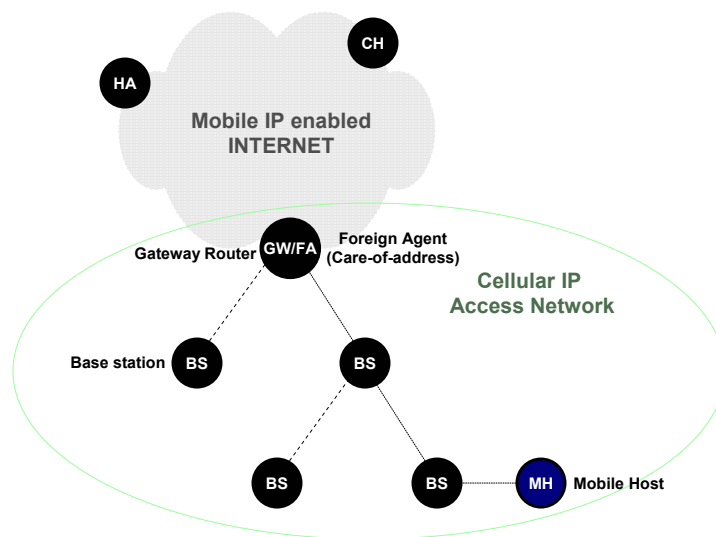 CH
HA
Mobile IP enabled
INTERNET
GW/FA
Gateway Router
Foreign Agent
(Care-of-address)
Cellular IP
Access Network
Base station
BS
BS
BS
BS
MH
Mobile Host